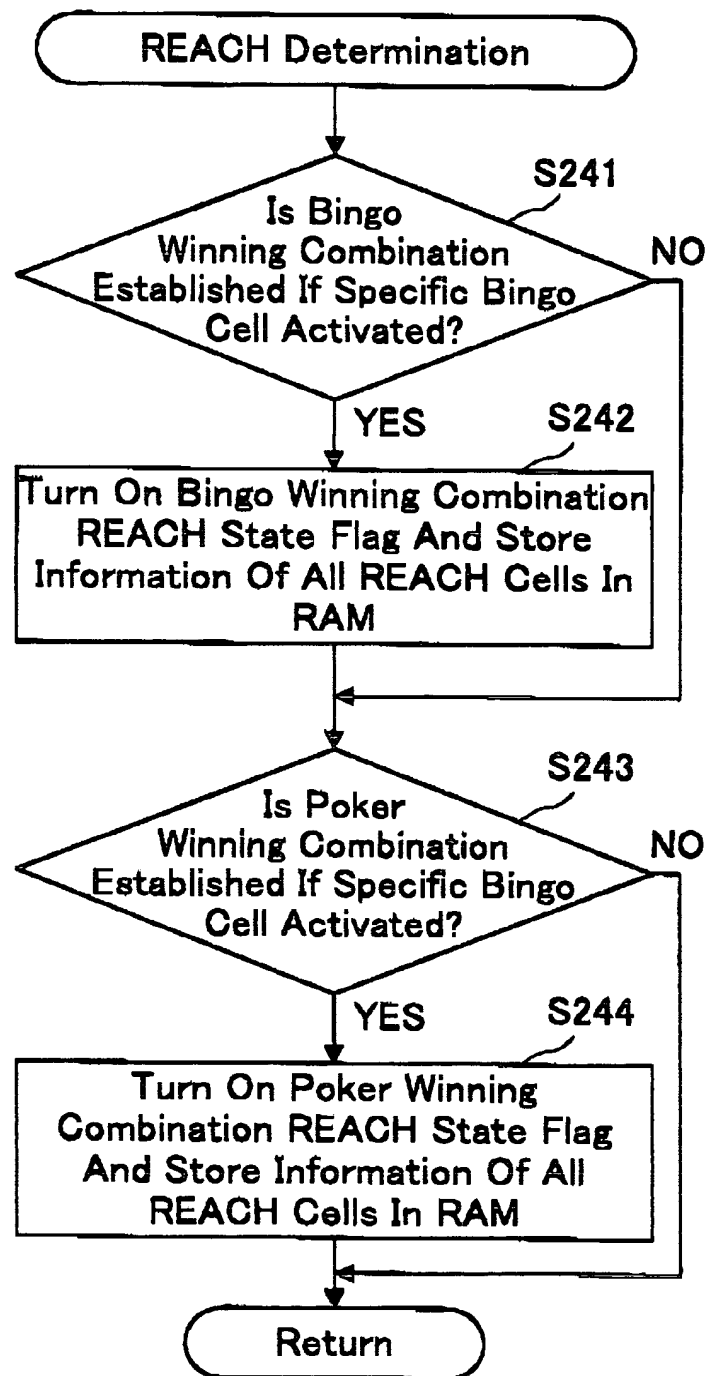 REACH Determination
S241
Is Bingo
Winning Combination
Established If Specific Bingo
Cell Activated?
NO
YES
S242
Turn On Bingo Winning Combination
REACH State Flag And Store
Information Of All REACH Cells In
RAM
S243
Is Poker
Winning Combination
Established If Specific Bingo
Cell Activated?
NO
YES
S244
Turn On Poker Winning
Combination REACH State Flag
And Store Information Of All
REACH Cells In RAM
Return